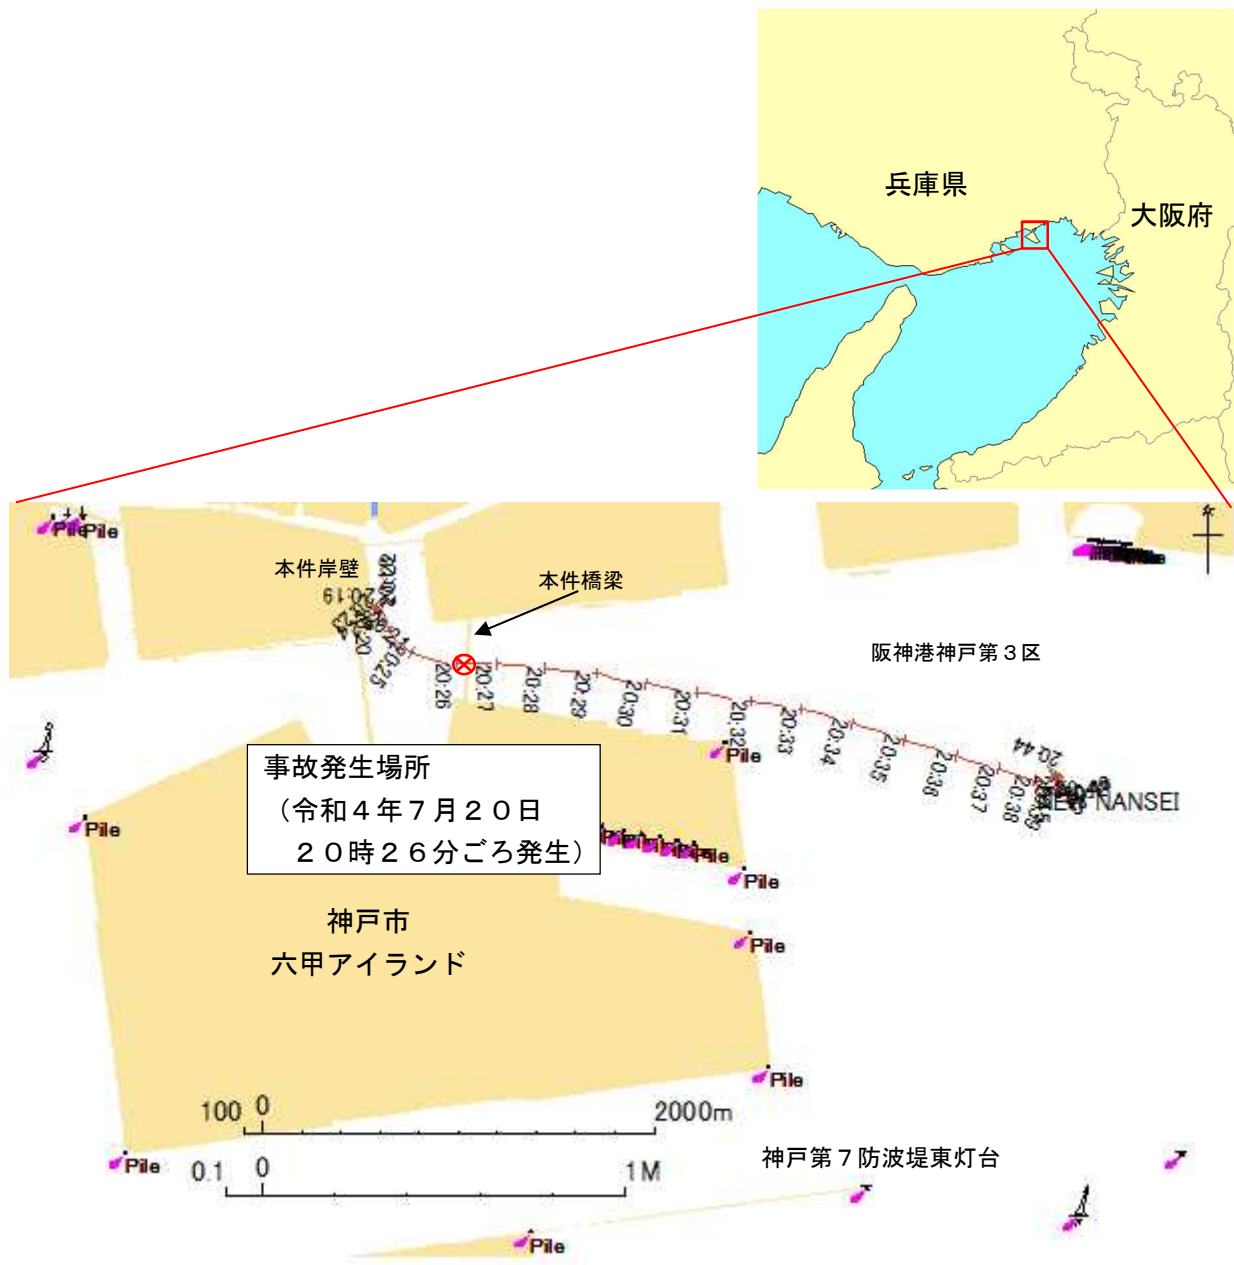 兵庫県
大阪府
Pile
Pile
本件岸壁
本件橋梁
20:19
20:20
20:25
20:26
20:27
20:28
20:29
20:30
20:31
20:32
20:33
20:34
20:35
20:36
20:37
20:38
20:39
20:44
阪神港神戸第３区
NANSEI
Pile
Pile
事故発生場所
（令和４年７月２０日
２０時２６分ごろ発生）
Pile
Pile
Pile
神戸市
六甲アイランド
Pile
100 0 2000m
0.1 0 1M
Pile
神戸第７防波堤東灯台
Pile